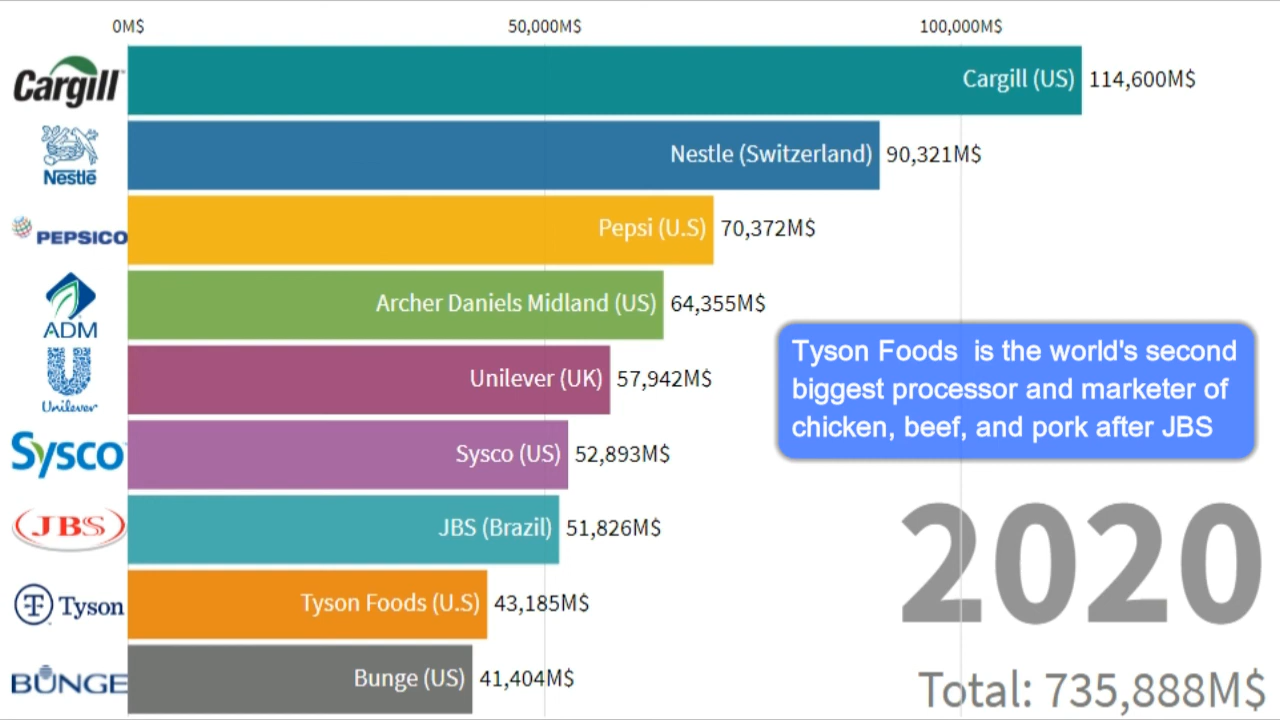 0M$ 50,000M$ 100,000M$
Cargill Cargill (US) 114,600M$
Nestlé Nestle (Switzerland) 90,321M$
PEPSICO Pepsi (U.S) 70,372M$
ADM Archer Daniels Midland (US) 64,355M$
Unilever Unilever (UK) 57,942M$
Tyson Foods is the world's second
biggest processor and marketer of
chicken, beef, and pork after JBS
Sysco Sysco (US) 52,893M$
JBS JBS (Brazil) 51,826M$
2020
T Tyson Tyson Foods (U.S) 43,185M$
BUNGE Bunge (US) 41,404M$
Total: 735,888M$